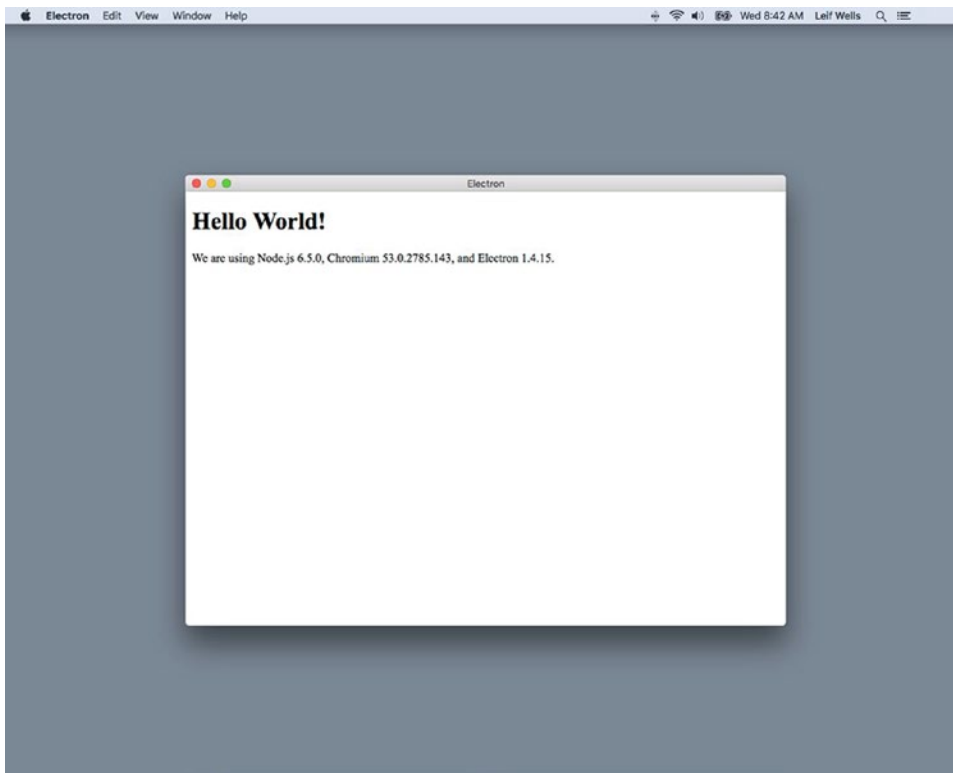 Electron Edit View Window Help Wed 8:42 AM Leif Wells
Electron
Hello World!
We are using Node.js 6.5.0, Chromium 53.0.2785.143, and Electron 1.4.15.